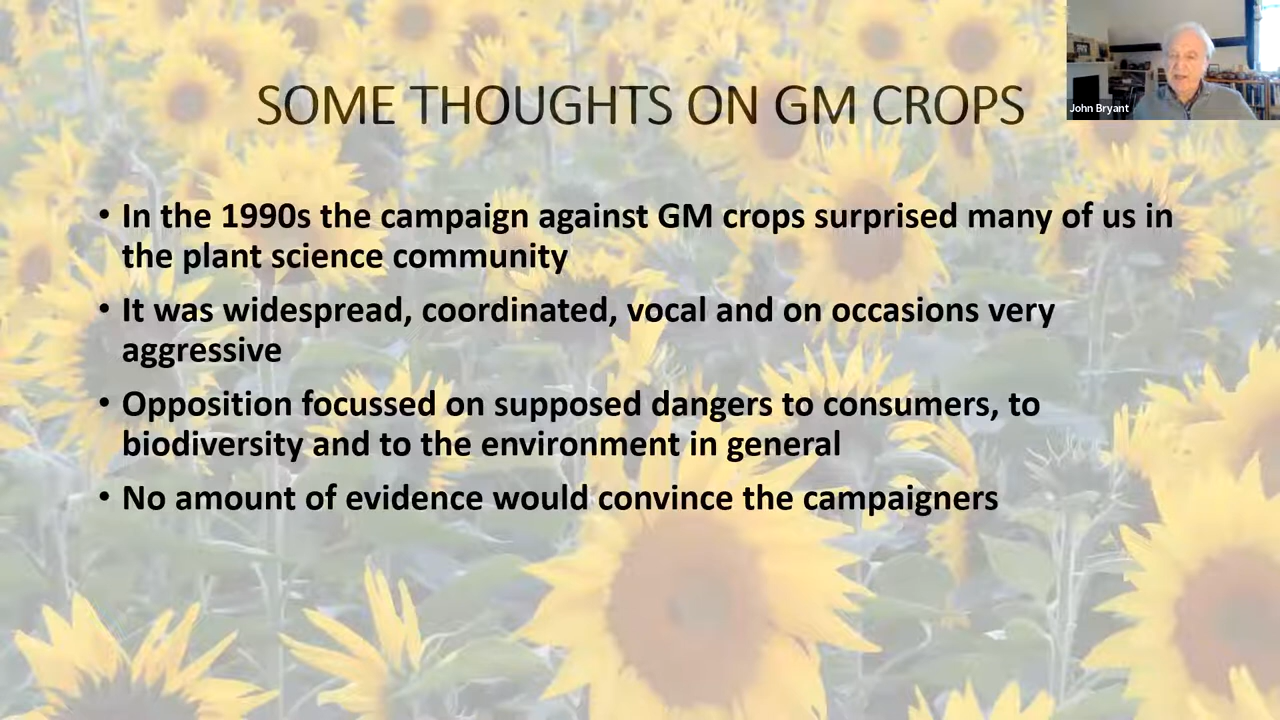 SOME THOUGHTS ON GM CROPS
John Bryant
• In the 1990s the campaign against GM crops surprised many of us in
the plant science community
• It was widespread, coordinated, vocal and on occasions very
aggressive
• Opposition focussed on supposed dangers to consumers, to
biodiversity and to the environment in general
• No amount of evidence would convince the campaigners